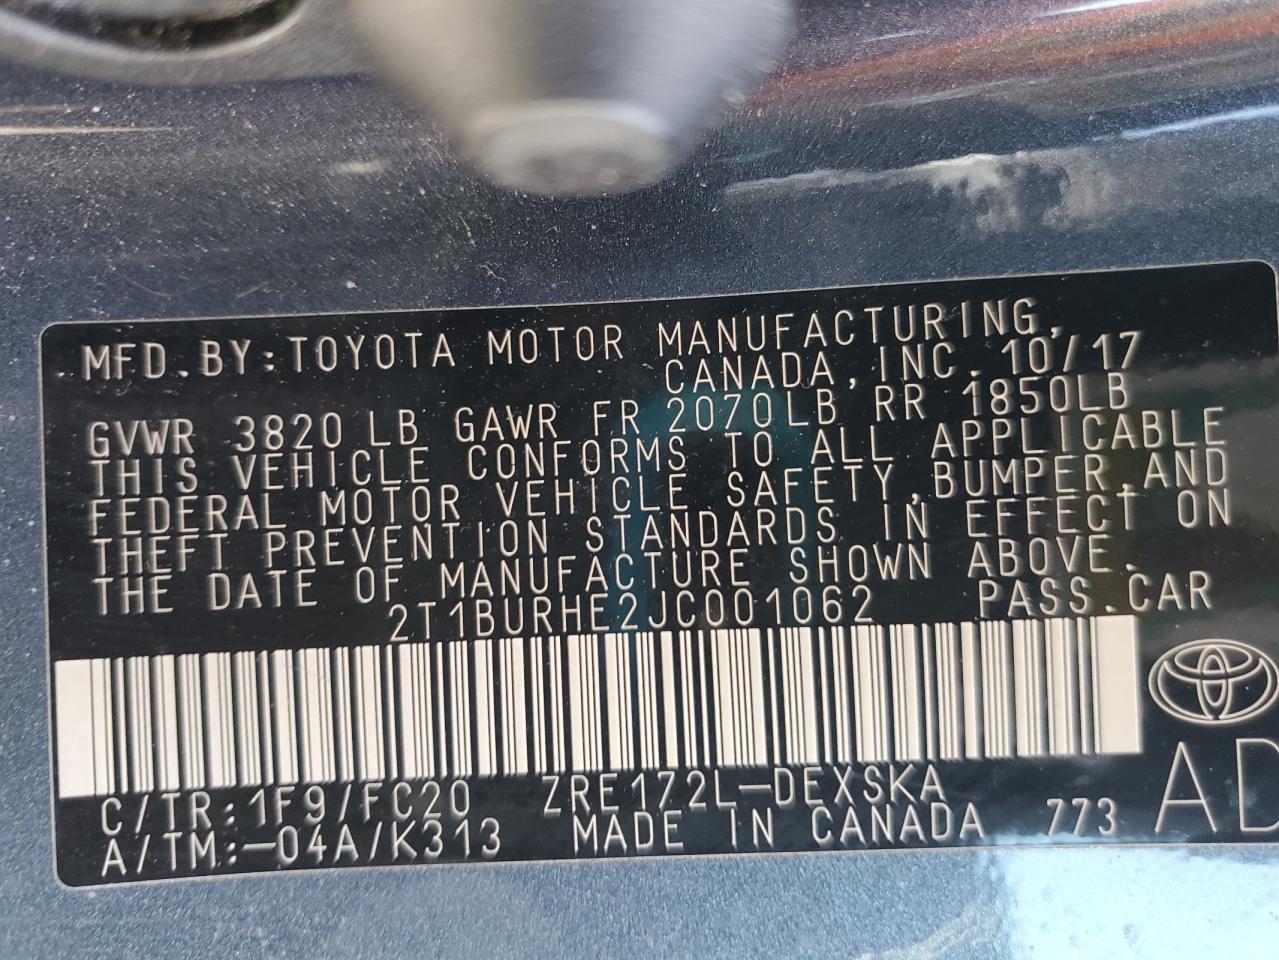 MFD.BY:TOYOTA MOTOR MANUFACTURING,
CANADA, INC. 10/17
GVWR 3820 LB GAWR FR 2070LB RR 1850LB
THIS VEHICLE CONFORMS TO ALL APPLICABLE
FEDERAL MOTOR VEHICLE SAFETY,BUMPER,AND
THEFT PREVENTION STANDARDS IN EFFECT ON
THE DATE OF MANUFACTURE SHOWN ABOVE.
2T1BURHE2JC001062 PASS.CAR
C/TR:1F9/FC20 ZRE172L-DEXSKA
A/TM:-04A/K313 MADE IN CANADA 773
AD